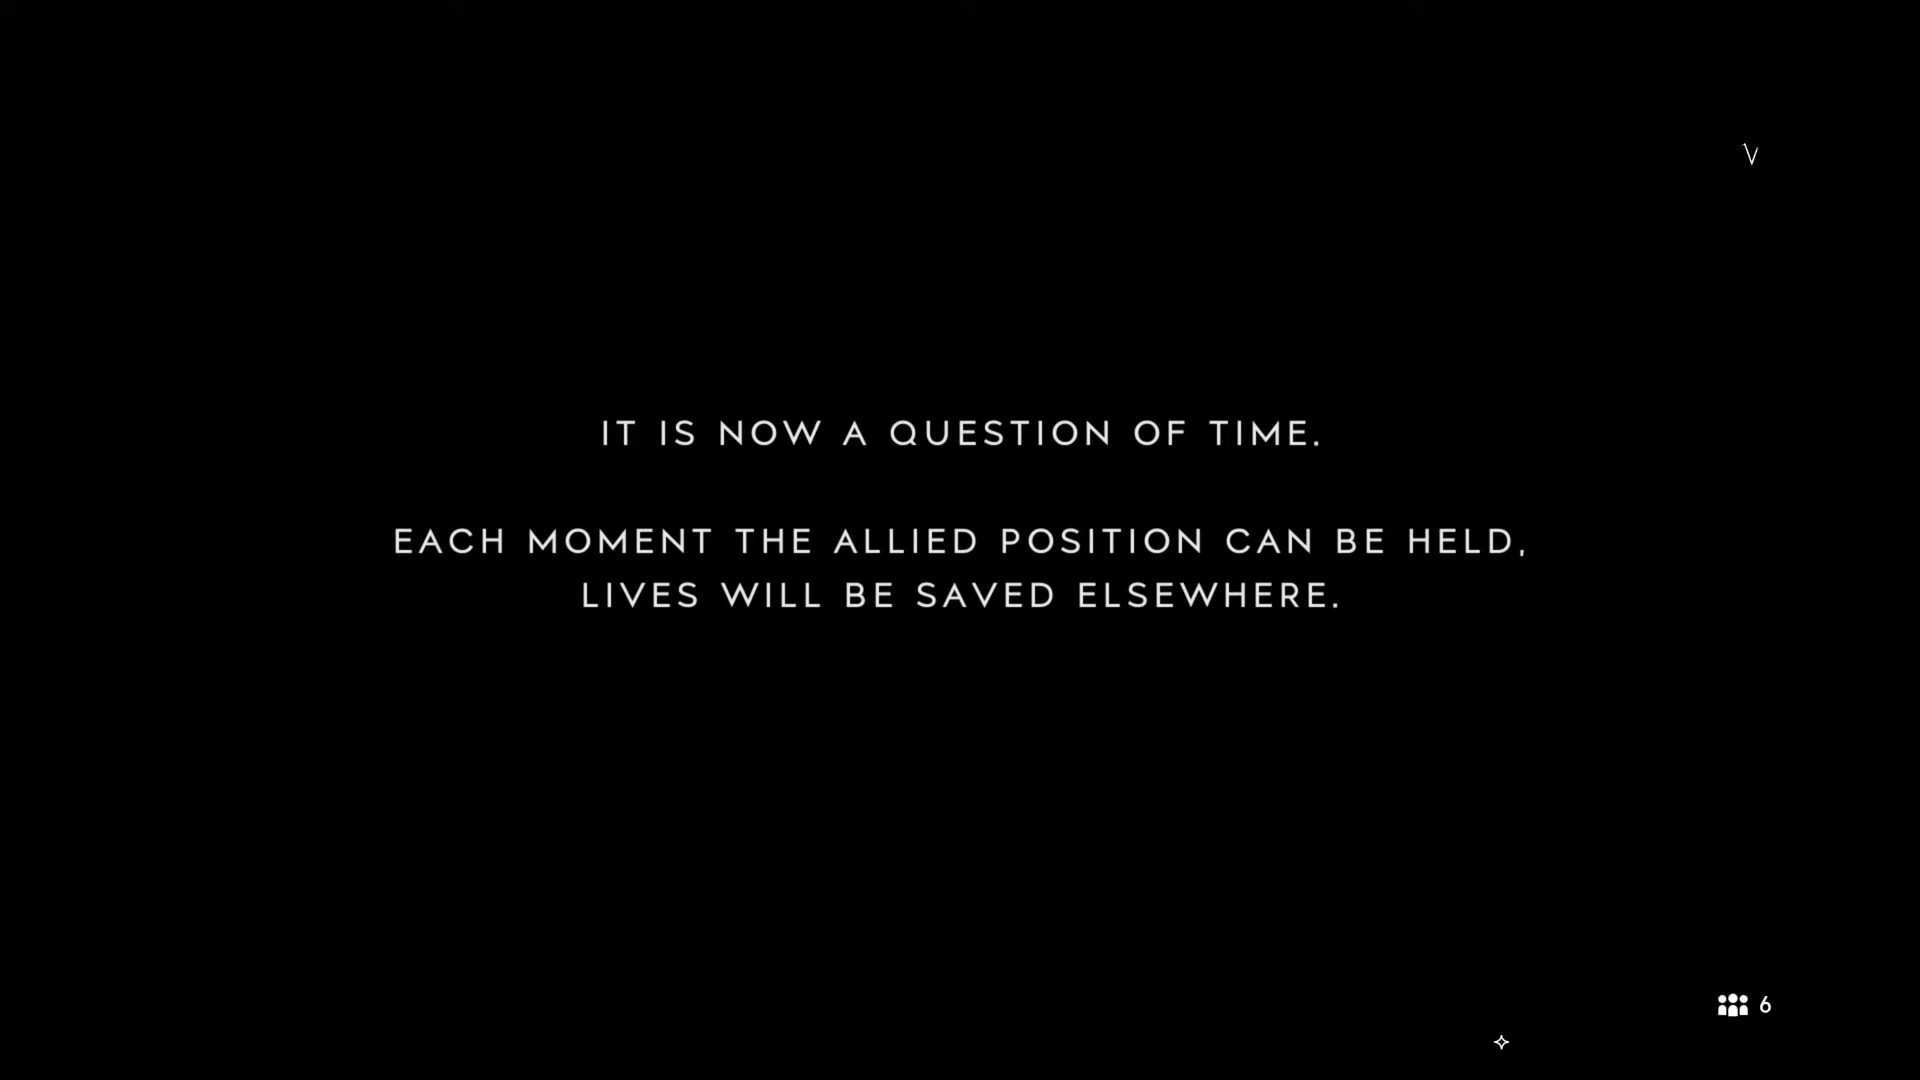 V
IT IS NOW A QUESTION OF TIME.
EACH MOMENT THE ALLIED POSITION CAN BE HELD,
LIVES WILL BE SAVED ELSEWHERE.
6